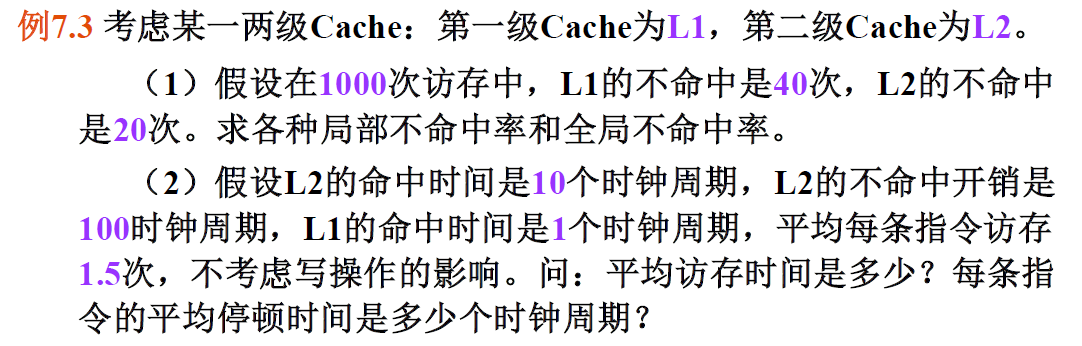 例7.3 考虑某一两级Cache：第一级Cache为L1，第二级Cache为L2。
（1）假设在1000次访存中，L1的不命中是40次，L2的不命中
是20次。求各种局部不命中率和全局不命中率。
（2）假设L2的命中时间是10个时钟周期，L2的不命中开销是
100时钟周期，L1的命中时间是1个时钟周期，平均每条指令访存
1.5次，不考虑写操作的影响。问：平均访存时间是多少？每条指
令的平均停顿时间是多少个时钟周期？